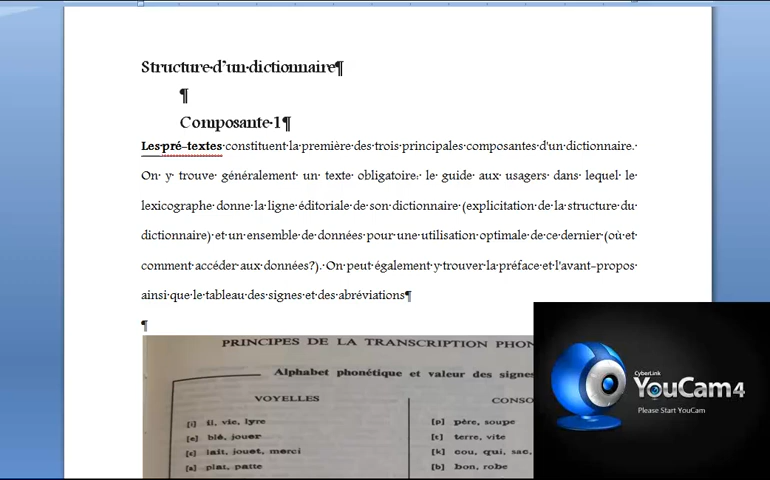 Structure d'un dictionnaire¶
¶
Composante 1¶
Les pré-textes constituent la première des trois principales composantes d'un dictionnaire.
On y trouve généralement un texte obligatoire: le guide aux usagers dans lequel le
lexicographe donne la ligne éditoriale de son dictionnaire (explicitation de la structure du
dictionnaire) et un ensemble de données pour une utilisation optimale de ce dernier (où et
comment accéder aux données?). On peut également y trouver la préface et l'avant-propos
ainsi que le tableau des signes et des abréviations¶
¶
PRINCIPES DE LA TRANSCRIPTION PHON
Alphabet phonétique et valeur des signes
VOYELLES
[i] il, vie, lyre
[e] blé, jouer
[ɛ] lait, jouet, merci
[a] plat, patte
CONSO
[p] père, soupe
[t] terre, vite
[k] cou, qui, sac,
[b] bon, robe
CyberLink
YouCam 4
Please Start YouCam